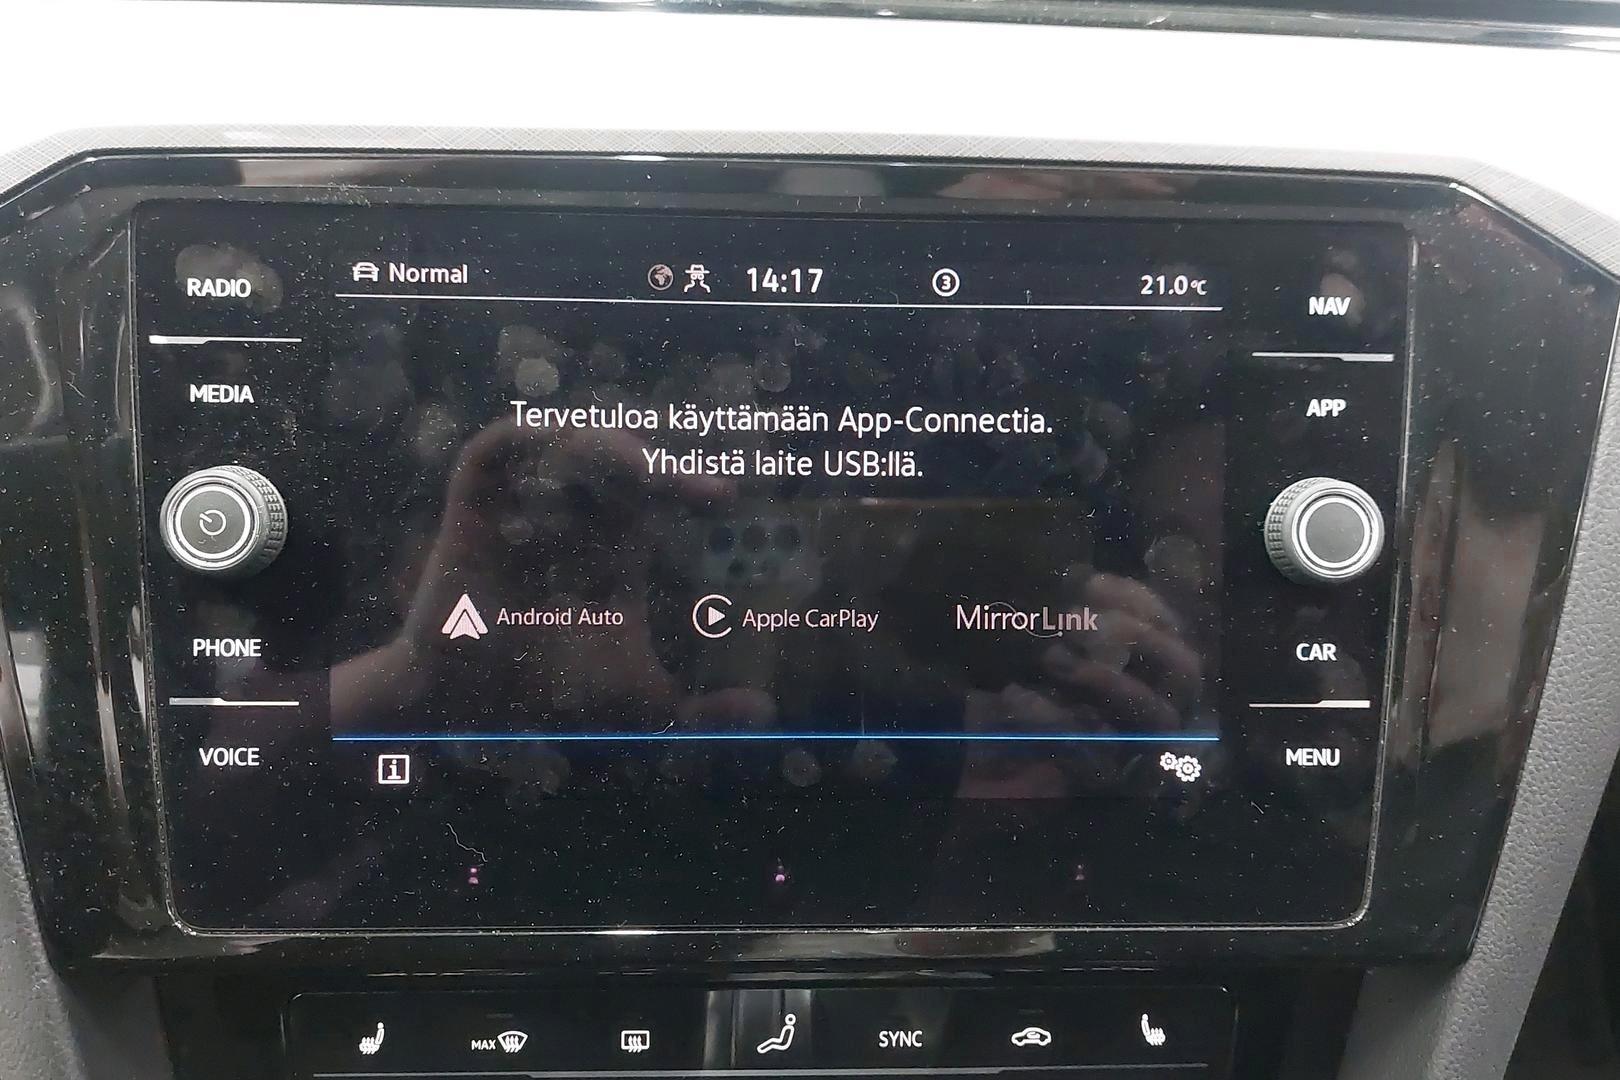 RADIO
MEDIA
PHONE
VOICE
Normal
14:17
3
21.0°C
Tervetuloa käyttämään App-Connectia.
Yhdistä laite USB:llä.
Android Auto
Apple CarPlay
MirrorLink
i
NAV
APP
CAR
MENU
MAX
SYNC